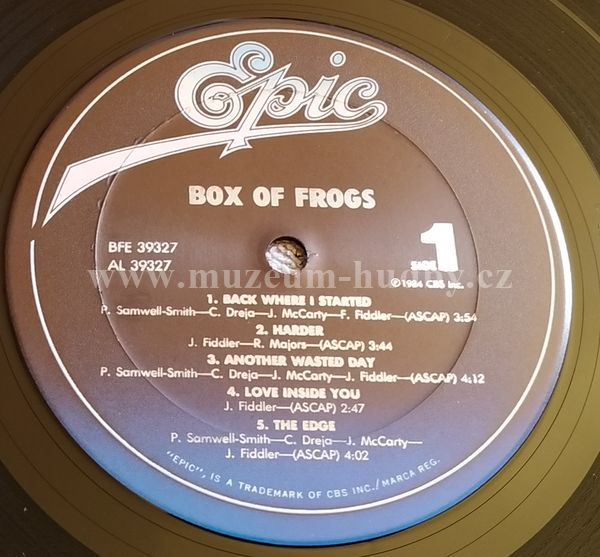 Epic
BOX OF FROGS
BFE 39327
AL 39327
SIDE 1
℗1984 CBS Inc.
www.muzeum-hudby.cz
1. BACK WHERE I STARTED
P. Samwell-Smith—C. Dreja—J. McCarty—F. Fiddler—(ASCAP) 3:54
2. HARDER
J. Fiddler—R. Majors—(ASCAP) 3:44
3. ANOTHER WASTED DAY
P. Samwell-Smith—C. Dreja—J. McCarty—J. Fiddler—(ASCAP) 4:12
4. LOVE INSIDE YOU
J. Fiddler—(ASCAP) 2:47
5. THE EDGE
P. Samwell-Smith—C. Dreja—J. McCarty—
J. Fiddler—(ASCAP) 4:02
"EPIC", IS A TRADEMARK OF CBS INC./MARCA REG.